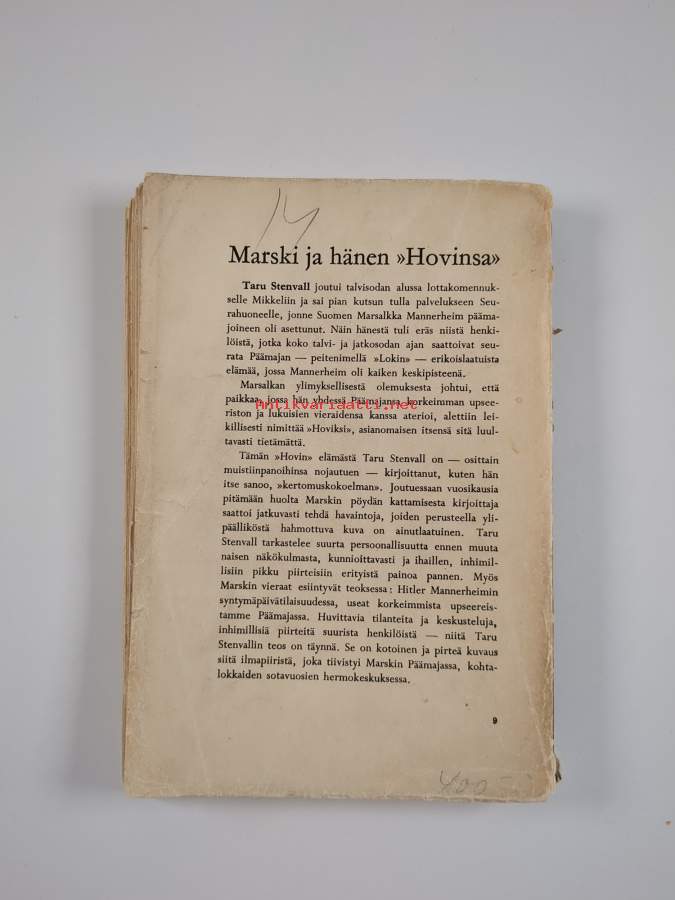 14
Marski ja hänen »Hovinsa»
Taru Stenvall joutui talvisodan alussa lottakomennuk-
selle Mikkeliin ja sai pian kutsun tulla palvelukseen Seu-
rahuoneelle, jonne Suomen Marsalkka Mannerheim päämа-
joineen oli asettunut. Näin hänestä tuli eräs niistä henki-
löistä, jotka koko talvi- ja jatkosodan ajan saattoivat seu-
rata Päämajan — peitenimellä »Lokin» — erikoislaatuista
elämää, jossa Mannerheim oli kaiken keskipisteenä.
Marsalkan ylimyksellisestä olemuksesta johtui, että
paikkaa, jossa hän yhdessä Päämajansa korkeimman upsee-
Antikvariaatti.net
riston ja lukuisien vieraidensa kanssa aterioi, alettiin lei-
killisesti nimittää »Hoviksi», asianomaisen itsensä sitä luul-
tavasti tietämättä.
Tämän »Hovin» elämästä Taru Stenvall on — osittain
muistiinpanoihinsa nojautuen — kirjoittanut, kuten hän
itse sanoo, »kertomuskokoelman». Joutuessaan vuosikausia
pitämään huolta Marskin pöydän kattamisesta kirjoittaja
saattoi jatkuvasti tehdä havaintoja, joiden perusteella yli-
päälliköstä hahmottuva kuva on ainutlaatuinen. Taru
Stenvall tarkastelee suurta persoonallisuutta ennen muuta
naisen näkökulmasta, kunnioittavasti ja ihaillen, inhimil-
lisiin pikku piirteisiin erityistä painoa pannen. Myös
Marskin vieraat esiintyvät teoksessa: Hitler Mannerheimin
syntymäpäivätilaisuudessa, useat korkeimmista upseereis-
tamme Päämajassa. Huvittavia tilanteita ja keskusteluja,
inhimillisiä piirteitä suurista henkilöistä — niitä Taru
Stenvallin teos on täynnä. Se on kotoinen ja pirteä kuvaus
siitä ilmapiiristä, joka tiivistyi Marskin Päämajassa, kohta-
lokkaiden sotavuosien hermokeskuksessa.
9
400